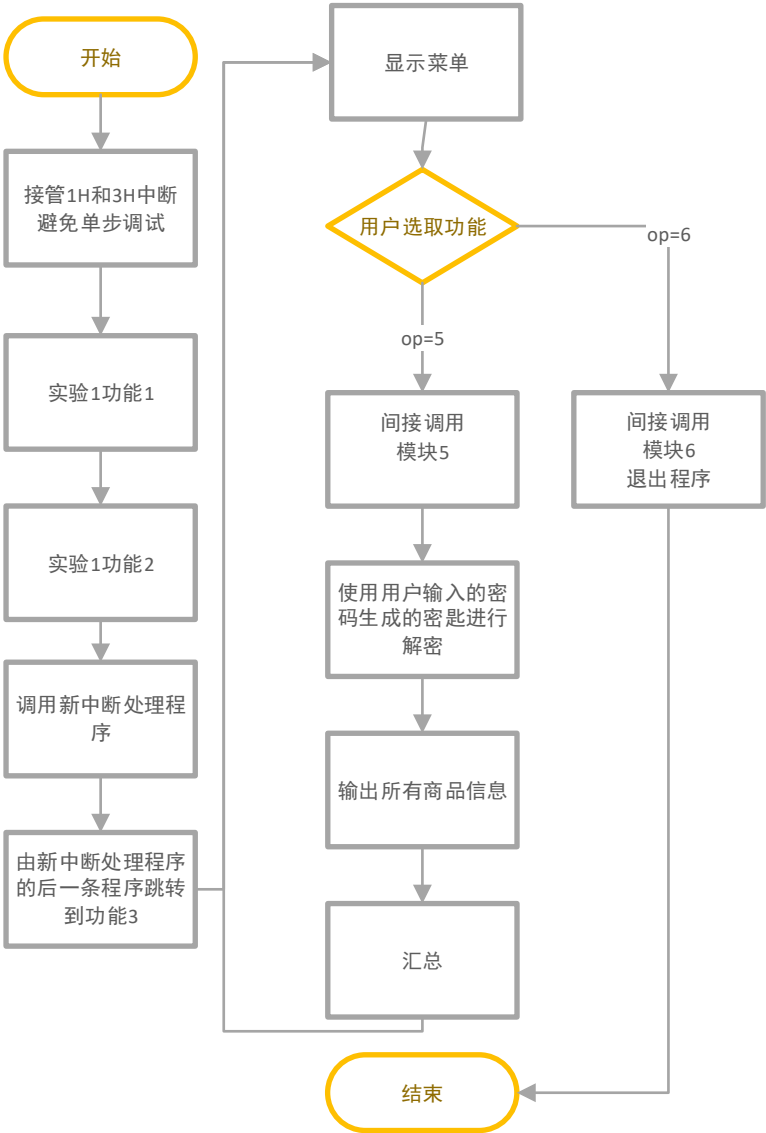 开始
接管1H和3H中断
避免单步调试
实验1功能1
实验1功能2
调用新中断处理程
序
由新中断处理程序
的后一条程序跳转
到功能3
显示菜单
用户选取功能
op=6
op=5
间接调用
模块5
间接调用
模块6
退出程序
使用用户输入的密
码生成的密匙进行
解密
输出所有商品信息
汇总
结束